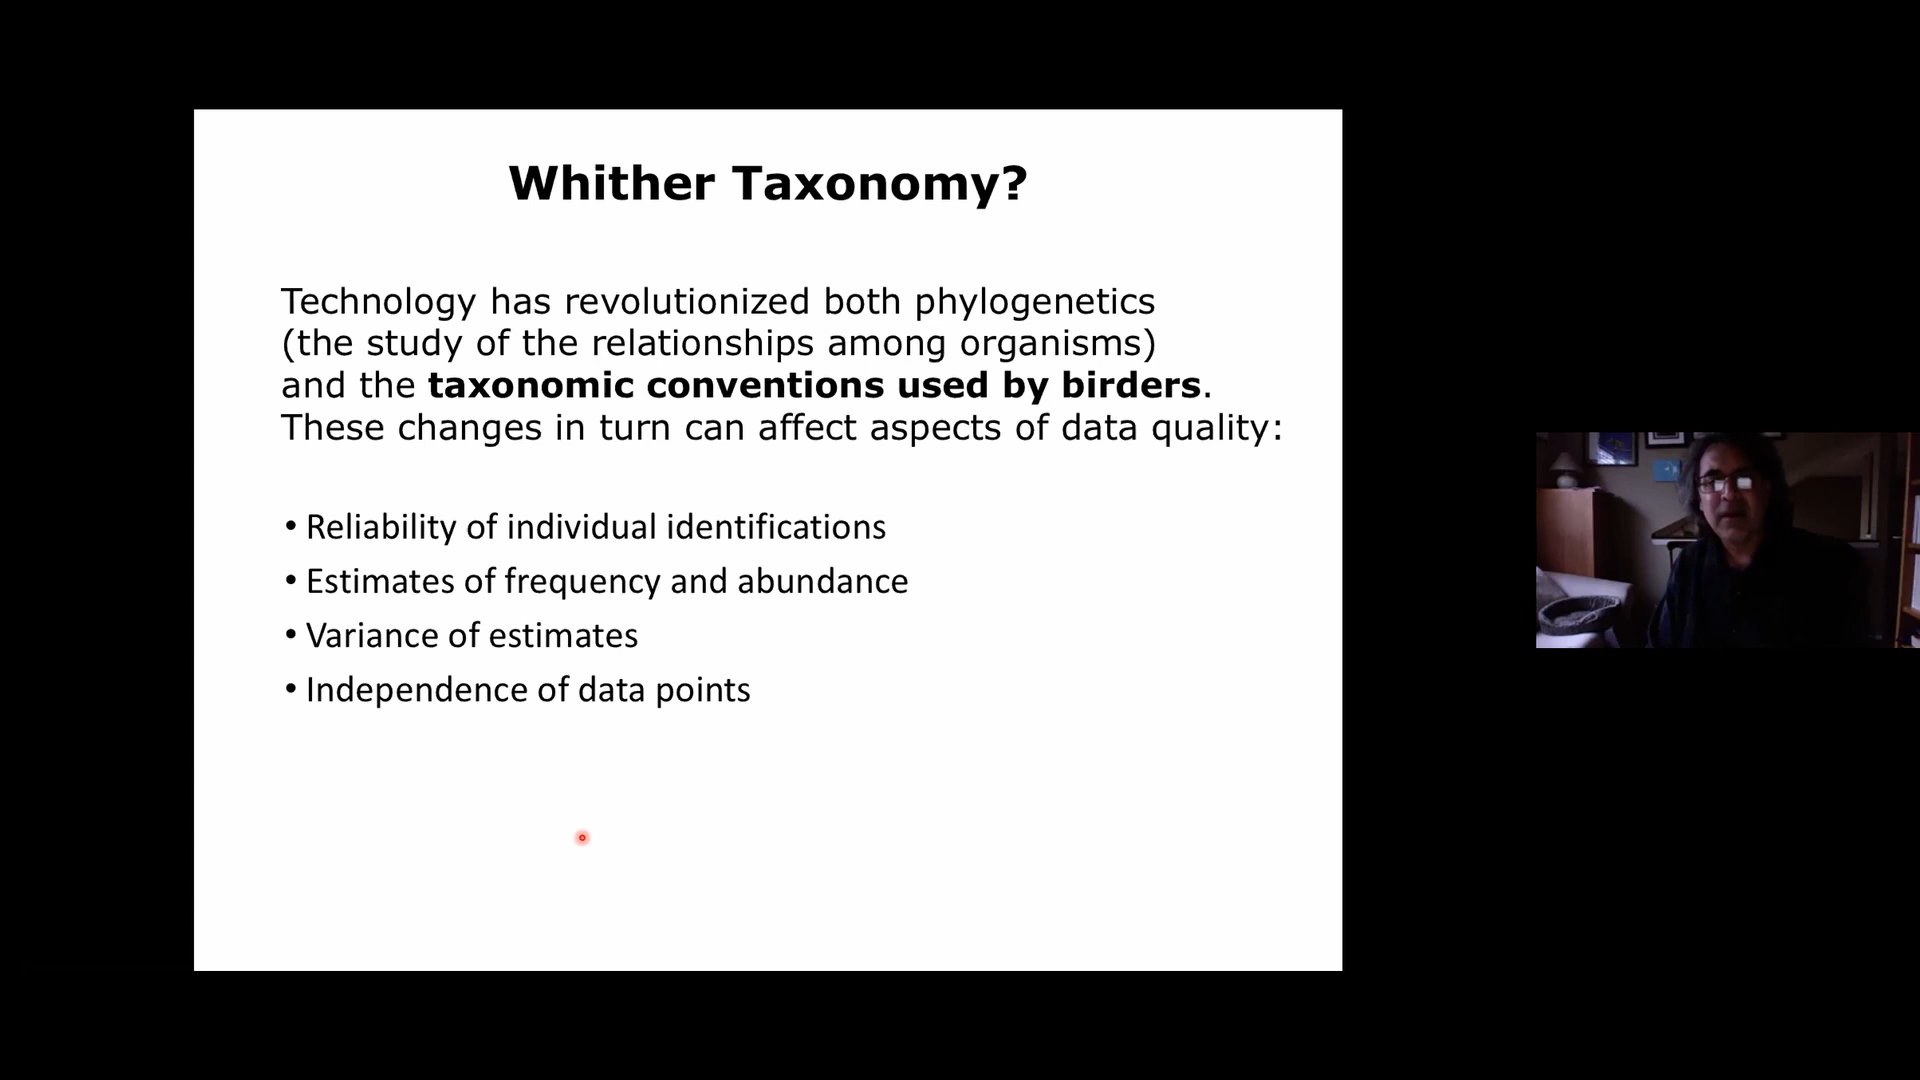 Whither Taxonomy?
Technology has revolutionized both phylogenetics
(the study of the relationships among organisms)
and the taxonomic conventions used by birders.
These changes in turn can affect aspects of data quality:
• Reliability of individual identifications
• Estimates of frequency and abundance
• Variance of estimates
• Independence of data points